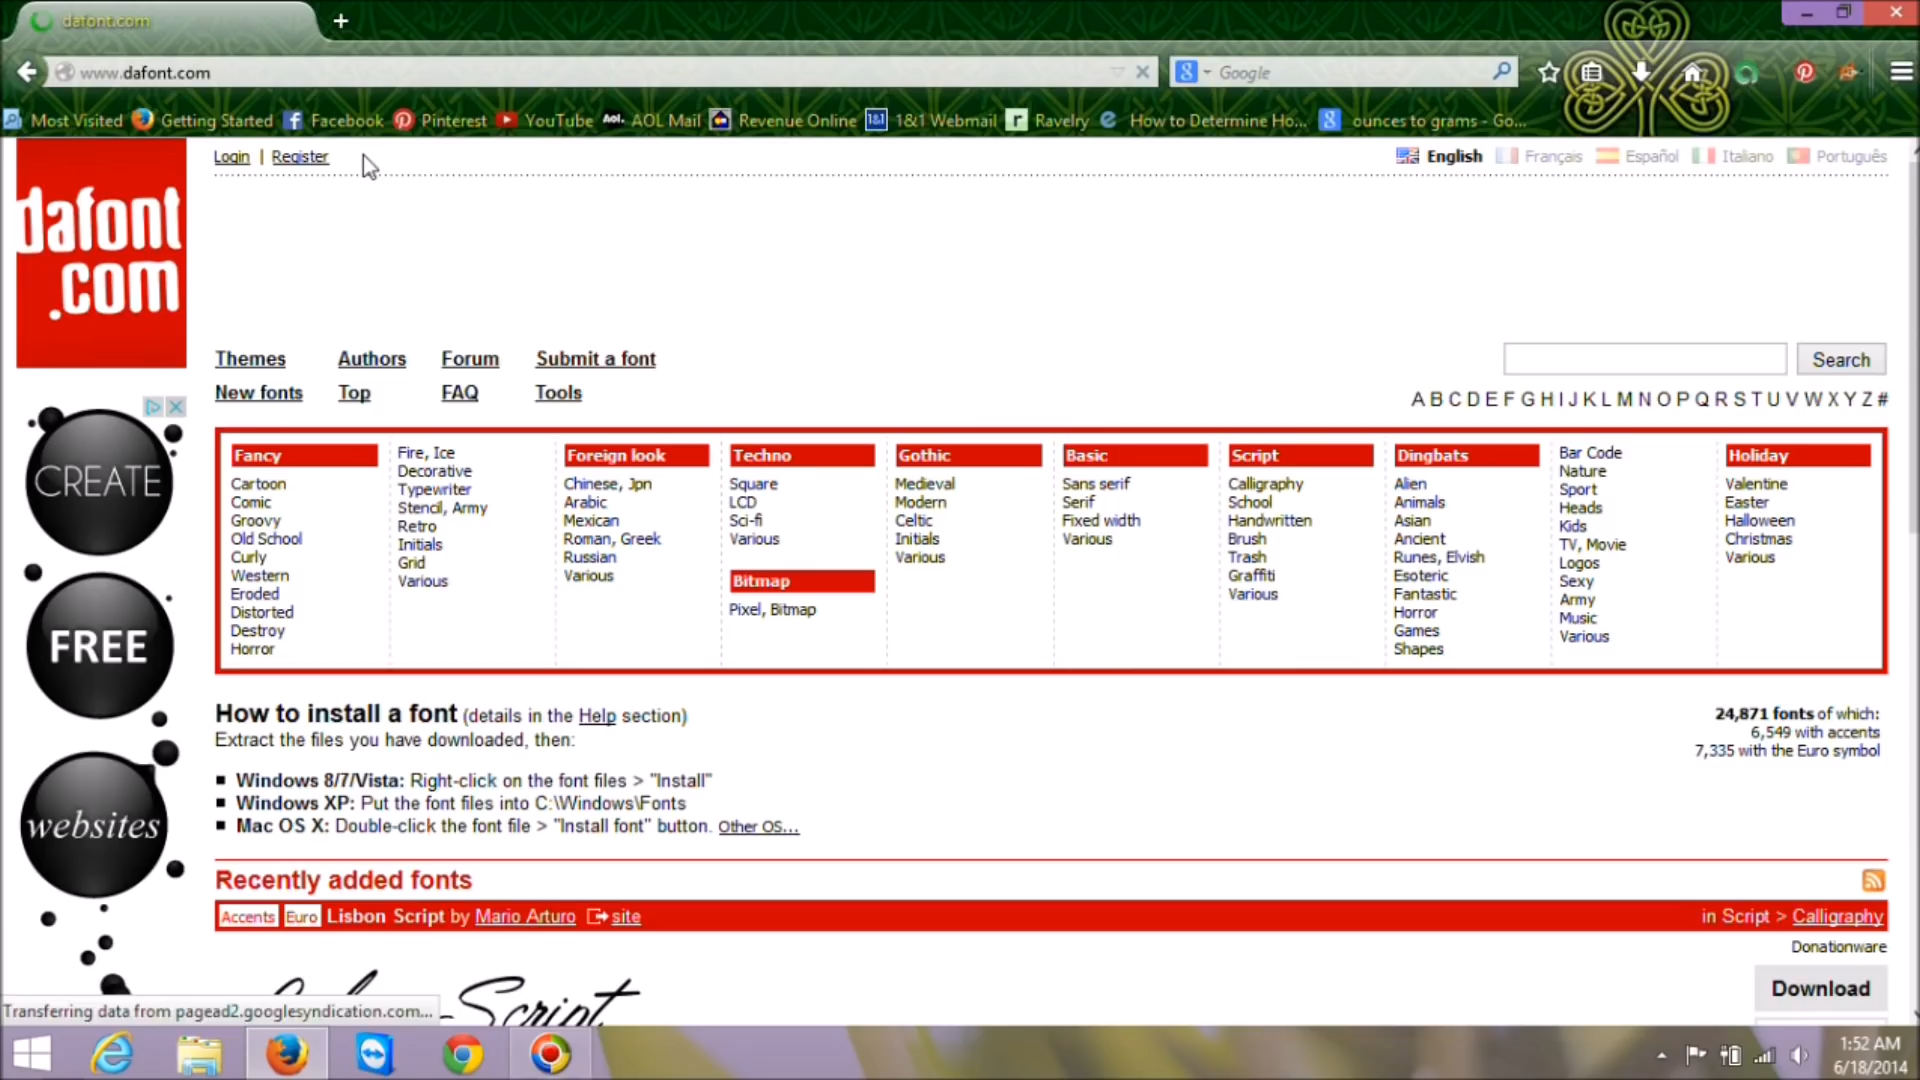 dafont.com
www.dafont.com
Google
Most Visited Getting Started Facebook Pinterest YouTube AOL Mail Revenue Online 1&1 Webmail Ravelry How to Determine Ho... ounces to grams - Go...
Login | Register
English Français Español Italiano Português
dafont
.com
Themes Authors Forum Submit a font
Search
New fonts Top FAQ Tools
A B C D E F G H I J K L M N O P Q R S T U V W X Y Z #
CREATE
FREE
websites
Fancy
Cartoon
Comic
Groovy
Old School
Curly
Western
Eroded
Distorted
Destroy
Horror
Fire, Ice
Decorative
Typewriter
Stencil, Army
Retro
Initials
Grid
Various
Foreign look
Chinese, Jpn
Arabic
Mexican
Roman, Greek
Russian
Various
Techno
Square
LCD
Sci-fi
Various
Bitmap
Pixel, Bitmap
Gothic
Medieval
Modern
Celtic
Initials
Various
Basic
Sans serif
Serif
Fixed width
Various
Script
Calligraphy
School
Handwritten
Brush
Trash
Graffiti
Various
Dingbats
Alien
Animals
Asian
Ancient
Runes, Elvish
Esoteric
Fantastic
Horror
Games
Shapes
Bar Code
Nature
Sport
Heads
Kids
TV, Movie
Logos
Sexy
Army
Music
Various
Holiday
Valentine
Easter
Halloween
Christmas
Various
How to install a font (details in the Help section)
Extract the files you have downloaded, then:
Windows 8/7/Vista: Right-click on the font files > "Install"
Windows XP: Put the font files into C:\Windows\Fonts
Mac OS X: Double-click the font file > "Install font" button. Other OS...
24,871 fonts of which:
6,549 with accents
7,335 with the Euro symbol
Recently added fonts
Accents Euro Lisbon Script by Mario Arturo site
in Script > Calligraphy
Donationware
Download
Script
Transferring data from pagead2.googlesyndication.com...
1:52 AM
6/18/2014